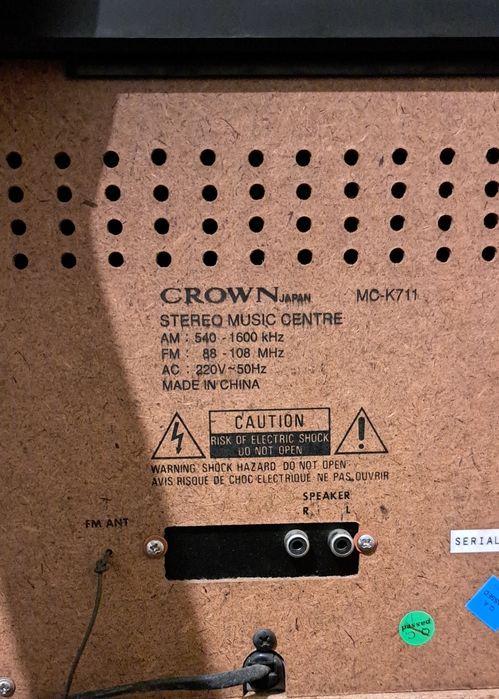 CROWN JAPAN MC-K711
STEREO MUSIC CENTRE
AM : 540 - 1600 kHz
FM : 88 - 108 MHz
AC : 220V~50Hz
MADE IN CHINA
CAUTION
RISK OF ELECTRIC SHOCK
DO NOT OPEN
WARNING SHOCK HAZARD DO NOT OPEN
AVIS RISQUE DE CHOC ELECTRIQUE NE PAS OUVRIR
SPEAKER
R L
FM ANT
SERIAL
QC
passed